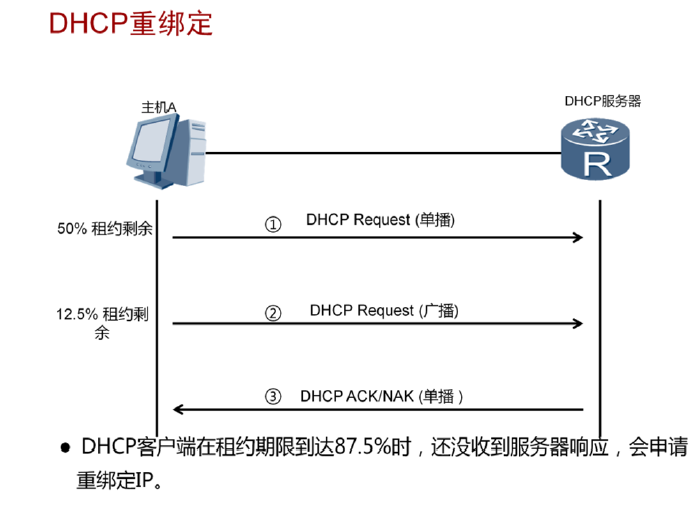 DHCP重绑定
主机A
DHCP服务器
R
50% 租约剩余
① DHCP Request (单播)
12.5% 租约剩
余
② DHCP Request (广播)
③ DHCP ACK/NAK (单播 )
● DHCP客户端在租约期限到达87.5%时，还没收到服务器响应，会申请
重绑定IP。